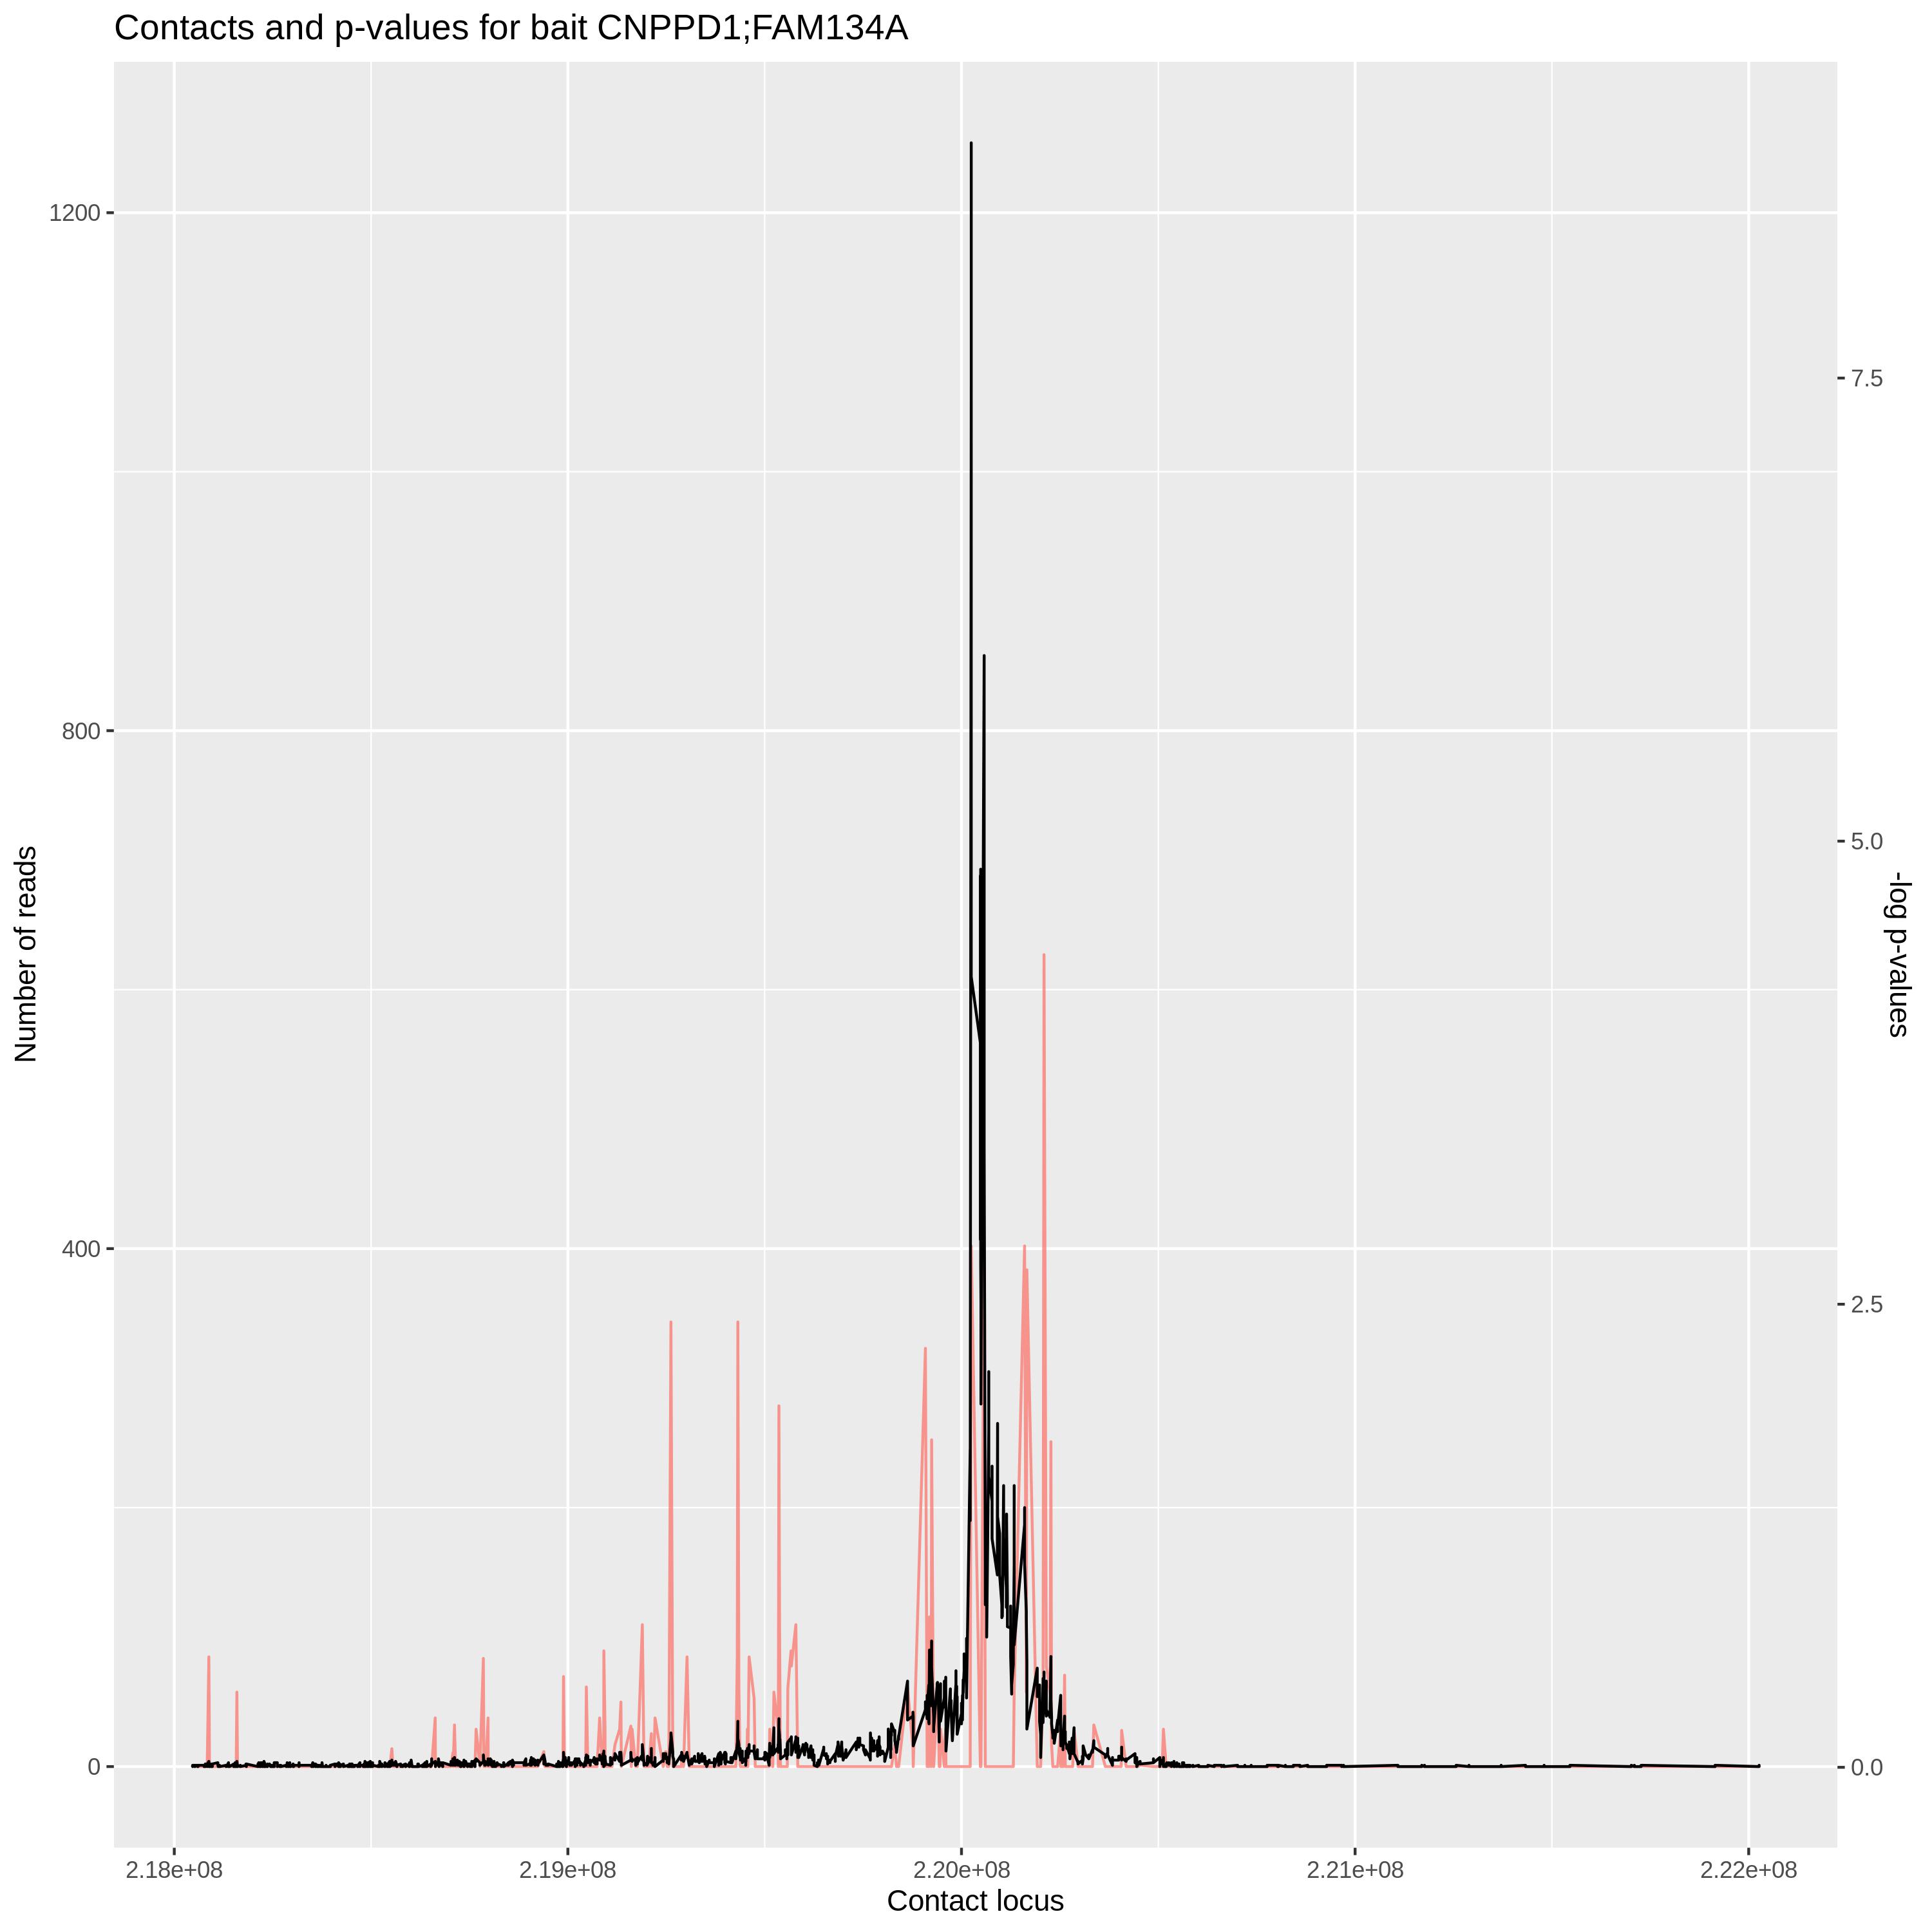 Contacts and p-values for bait CNPPD1;FAM134A
1200
800
400
0
Number of reads
7.5
5.0
2.5
0.0
-log p-values
2.18e+08
2.19e+08
2.20e+08
2.21e+08
2.22e+08
Contact locus